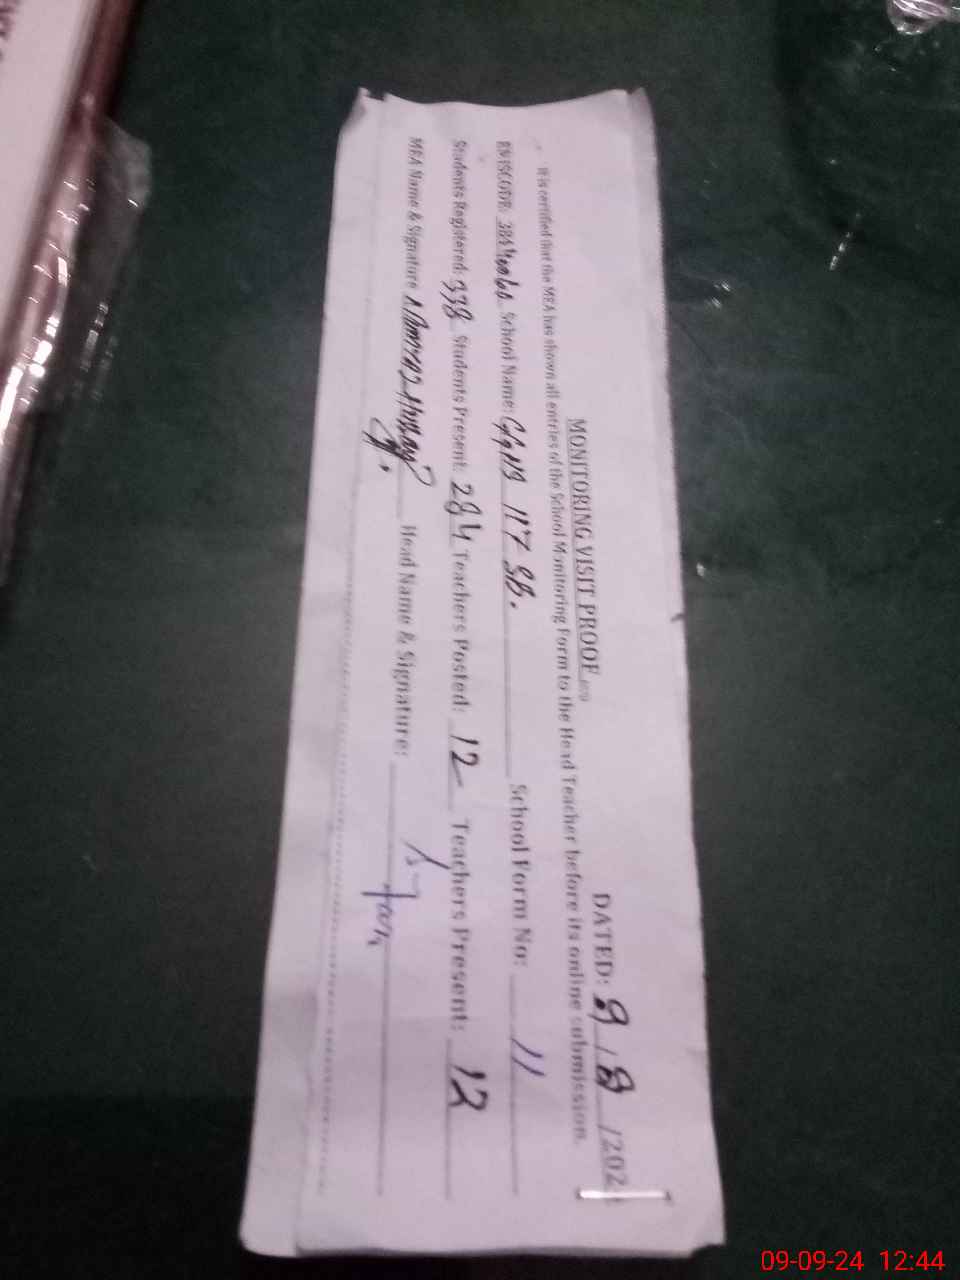 MONITORING VISIT PROOF
DATED: 9 / 8 /202
It is certified that the MEA has shown all entries of the School Monitoring Form to the Head Teacher before its online submission.
EMISCODE: School Name: 117 SB. School Form No: 11
Students Registered: 338 Students Present: 284 Teachers Posted: 12 Teachers Present: 12
MEA Name & Signature Head Name & Signature:
09-09-24 12:44